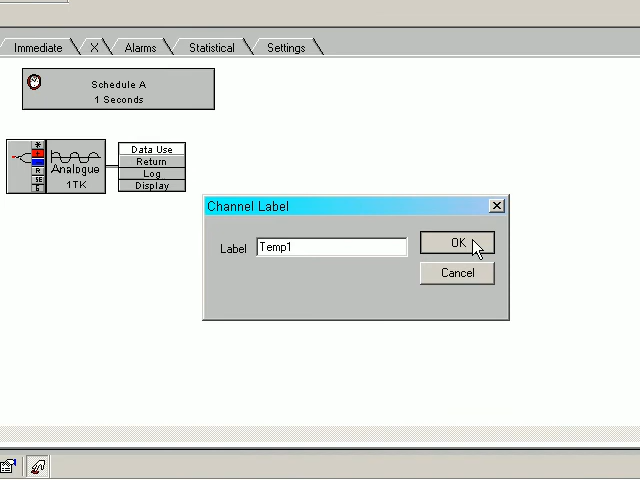 Immediate X Alarms Statistical Settings
Schedule A
1 Seconds
Analogue
1TK
*
R
SE
Data Use
Return
Log
Display
Channel Label
Label Temp1
OK
Cancel